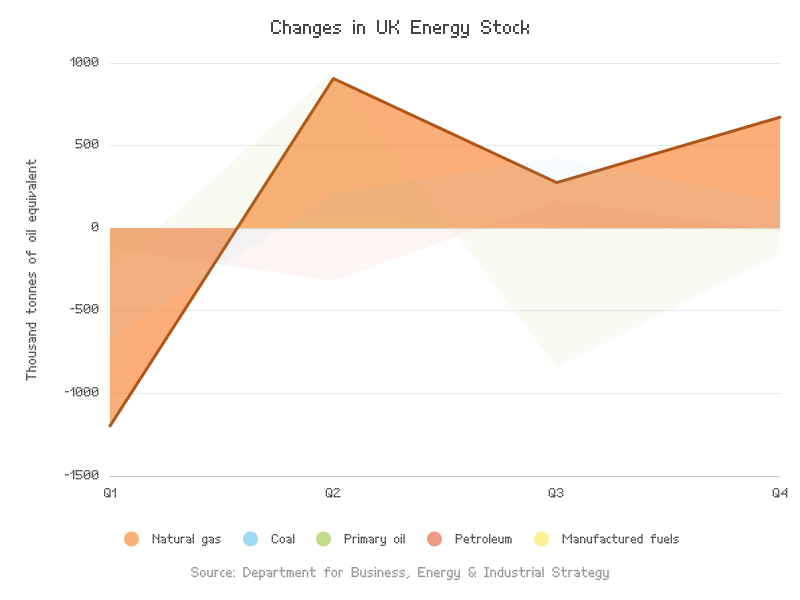 Changes in UK Energy Stock
Thousand tonnes of oil equivalent
1000
500
0
-500
-1000
-1500
Q1 Q2 Q3 Q4
Natural gas Coal Primary oil Petroleum Manufactured fuels
Source: Department for Business, Energy & Industrial Strategy